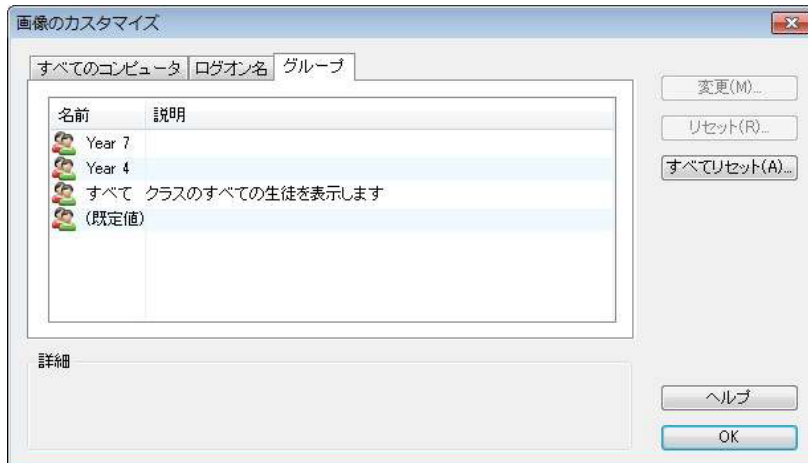 画像のカスタマイズ
すべてのコンピュータ ログオン名 グループ
名前 説明
Year 7
Year 4
すべて クラスのすべての生徒を表示します
(既定値)
変更(M)...
リセット(R)...
すべてリセット(A)...
詳細
ヘルプ
OK